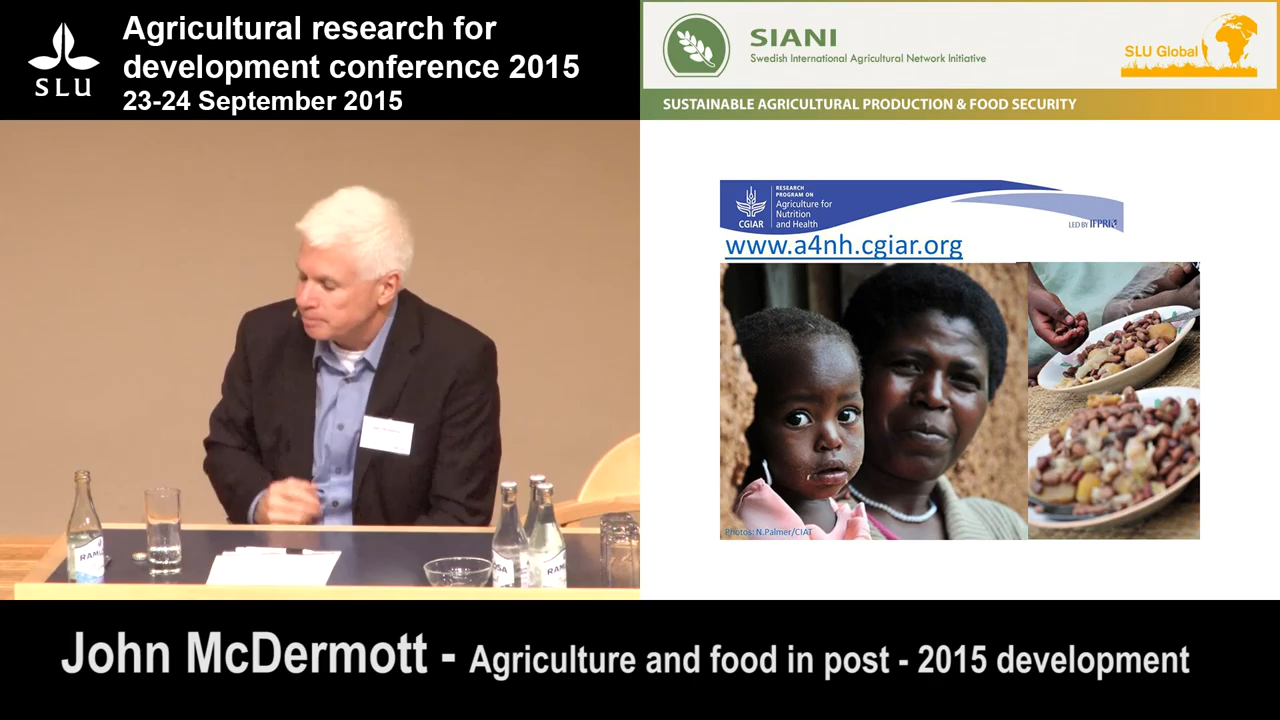 Agricultural research for
development conference 2015
23-24 September 2015
SLU
SIANI
Swedish International Agricultural Network Initiative
SLU Global
SUSTAINABLE AGRICULTURAL PRODUCTION & FOOD SECURITY
RESEARCH
PROGRAM ON
Agriculture for
Nutrition
and Health
CGIAR
LED BY IFPRI
www.a4nh.cgiar.org
Photos: N.Palmer/CIAT
John McDermott - Agriculture and food in post - 2015 development